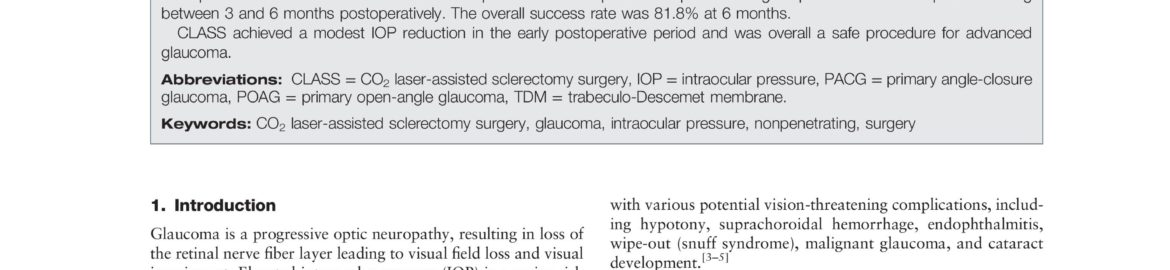 between 3 and 6 months postoperatively. The overall success rate was 81.8% at 6 months.
CLASS achieved a modest IOP reduction in the early postoperative period and was overall a safe procedure for advanced
glaucoma.
Abbreviations: CLASS = CO₂ laser-assisted sclerectomy surgery, IOP = intraocular pressure, PACG = primary angle-closure
glaucoma, POAG = primary open-angle glaucoma, TDM = trabeculo-Descemet membrane.
Keywords: CO₂ laser-assisted sclerectomy surgery, glaucoma, intraocular pressure, nonpenetrating, surgery
1. Introduction
Glaucoma is a progressive optic neuropathy, resulting in loss of
the retinal nerve fiber layer leading to visual field loss and visual
with various potential vision-threatening complications, includ-
ing hypotony, suprachoroidal hemorrhage, endophthalmitis,
wipe-out (snuff syndrome), malignant glaucoma, and cataract
development.[3–5]